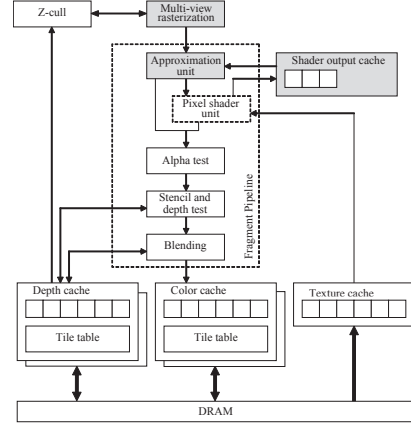 Z-cull
Multi-view
rasterization
Approximation
unit
Shader output cache
Pixel shader
unit
Alpha test
Stencil and
depth test
Blending
Fragment Pipeline
Depth cache
Tile table
Color cache
Tile table
Texture cache
DRAM